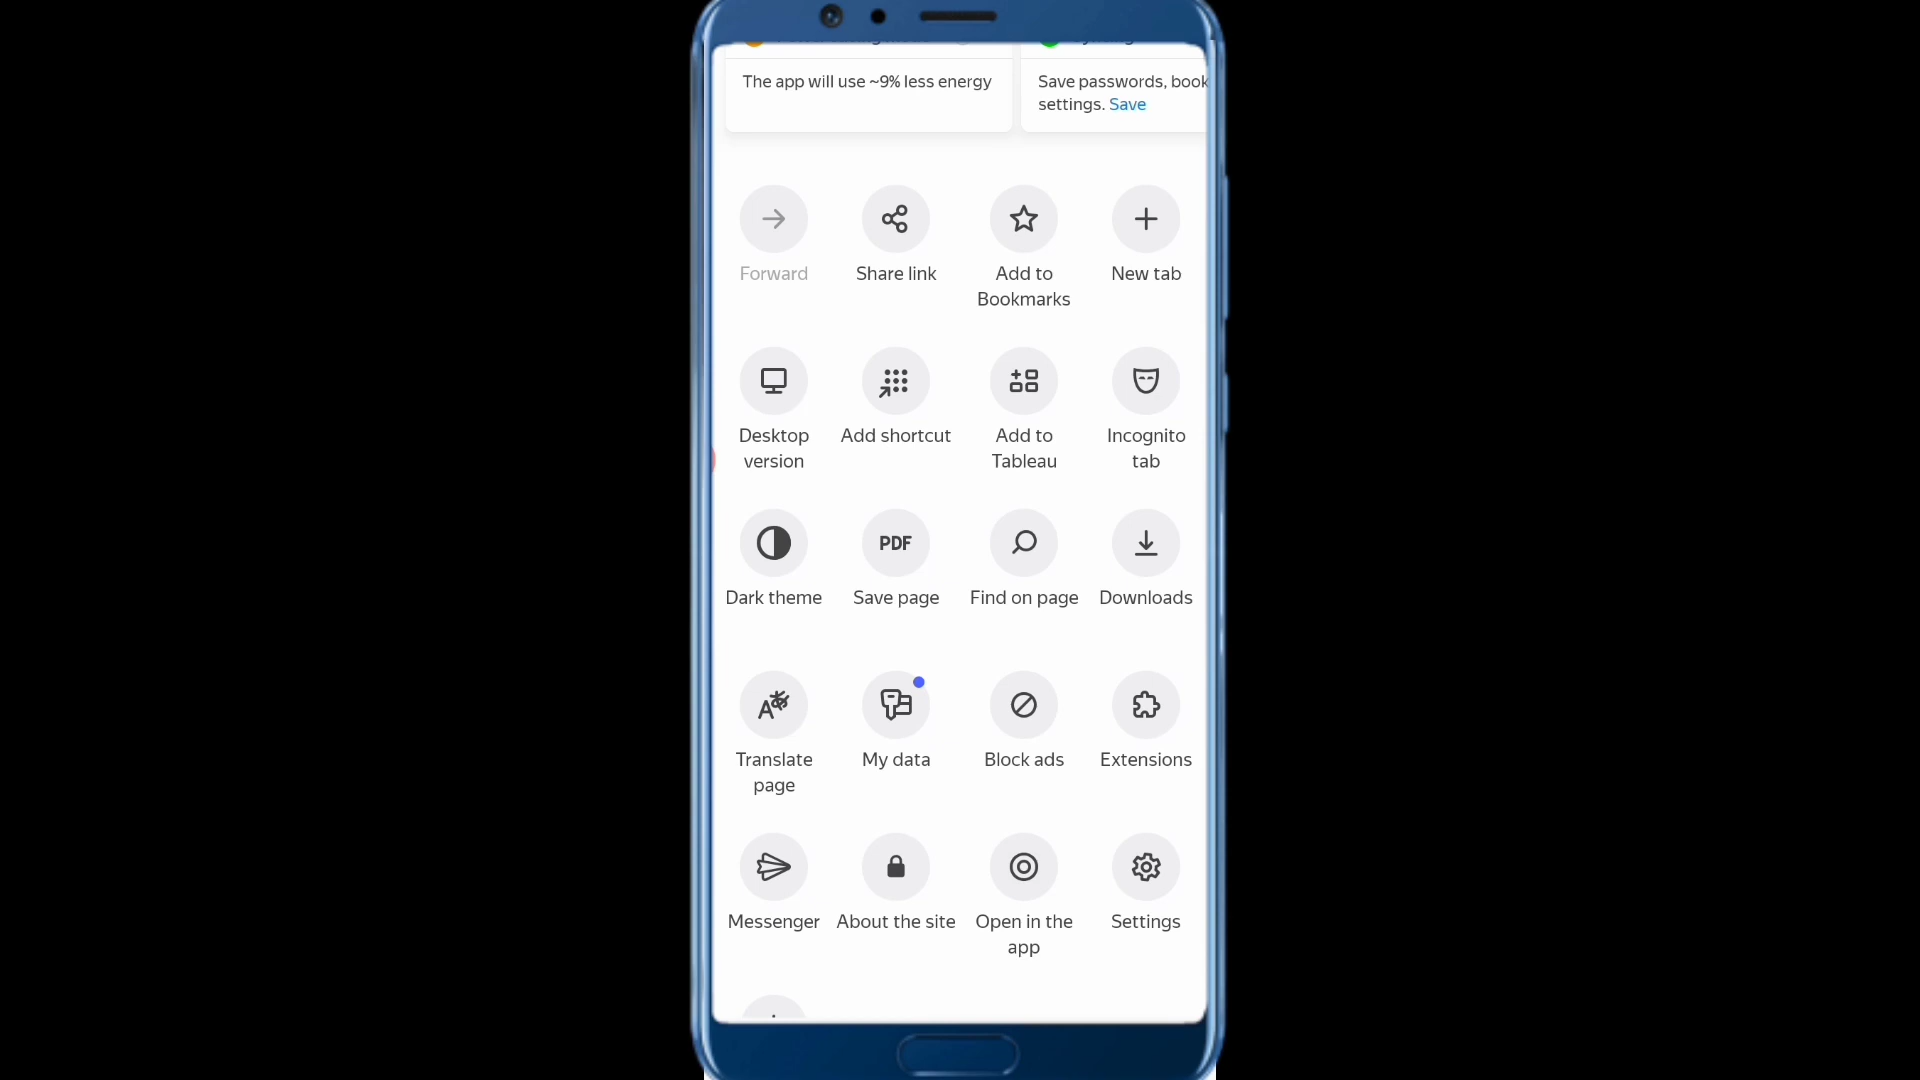 The app will use ~9% less energy
Save passwords, book
settings. Save
Forward
Share link
Add to
Bookmarks
New tab
Desktop
version
Add shortcut
Add to
Tableau
Incognito
tab
Dark theme
PDF
Save page
Find on page
Downloads
Translate
page
My data
Block ads
Extensions
Messenger
About the site
Open in the
app
Settings